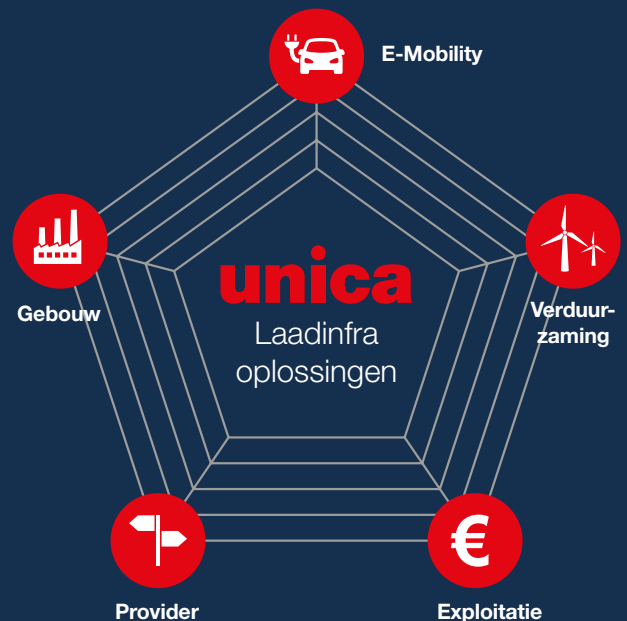 E-Mobility
Gebouw
unica
Laadinfra
oplossingen
Verduur-
zaming
Provider
€
Exploitatie